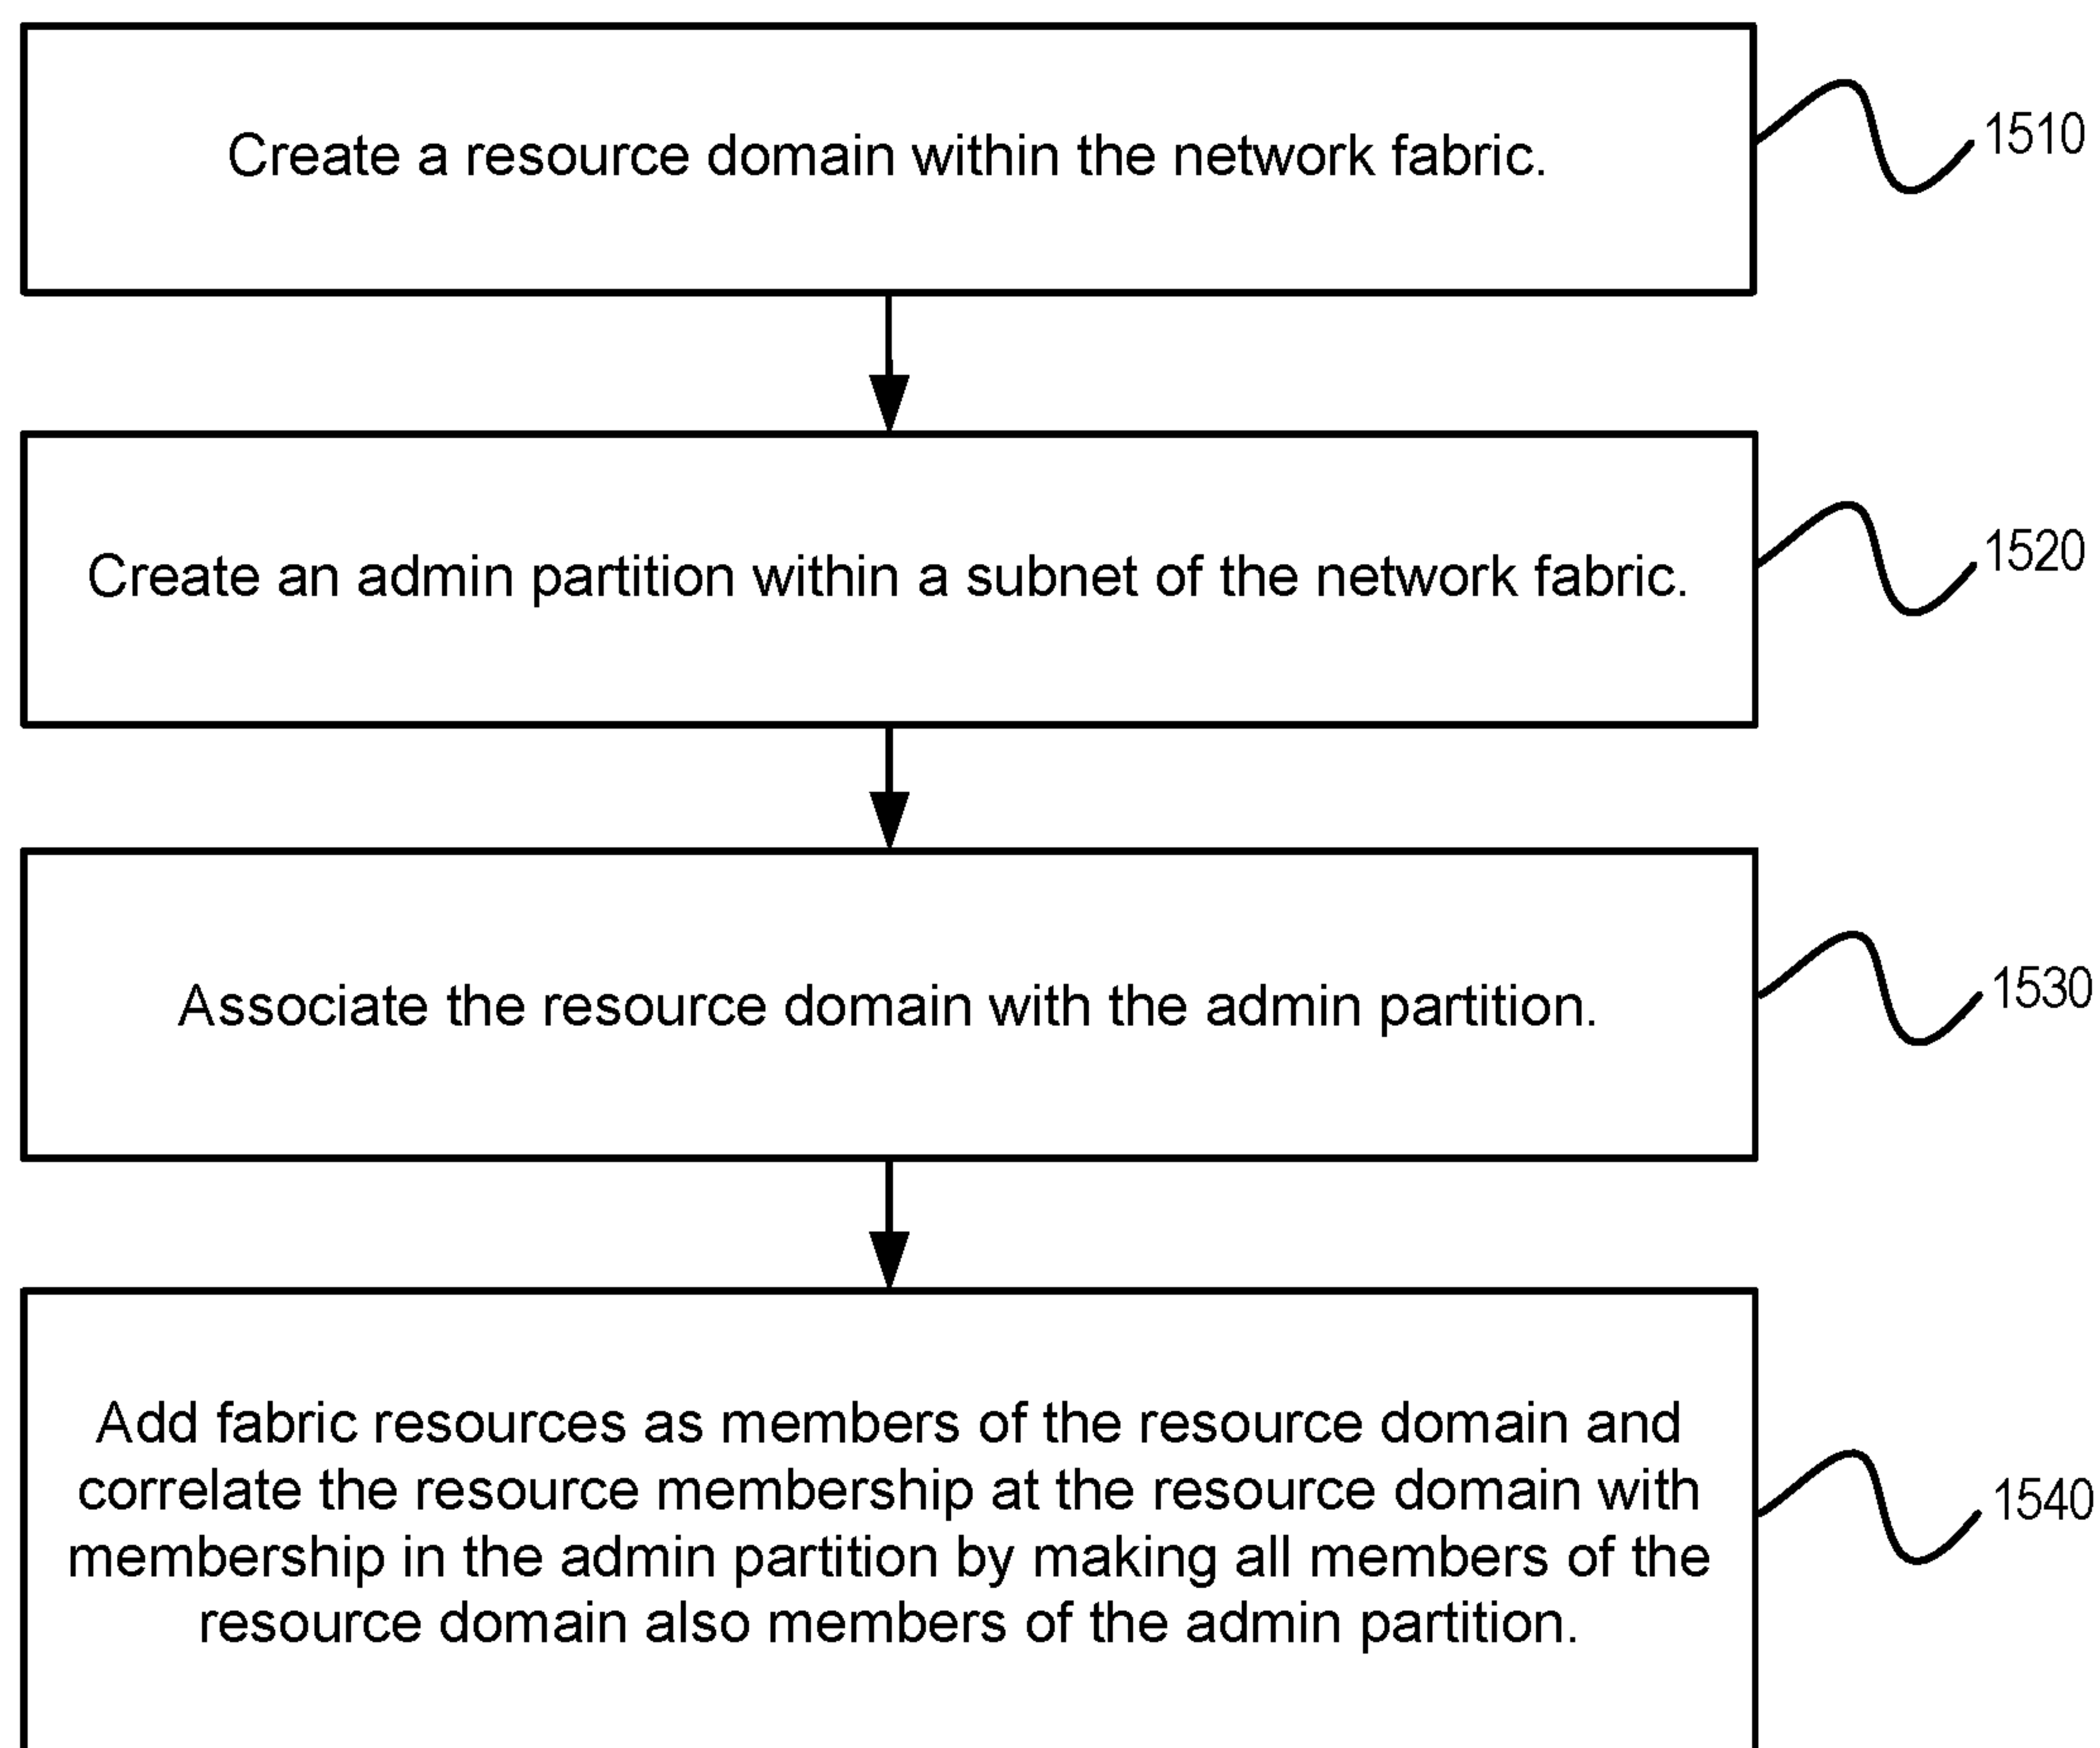 Create a resource domain within the network fabric.
1510
Create an admin partition within a subnet of the network fabric.
1520
Associate the resource domain with the admin partition.
1530
Add fabric resources as members of the resource domain and
correlate the resource membership at the resource domain with
membership in the admin partition by making all members of the
resource domain also members of the admin partition.
1540